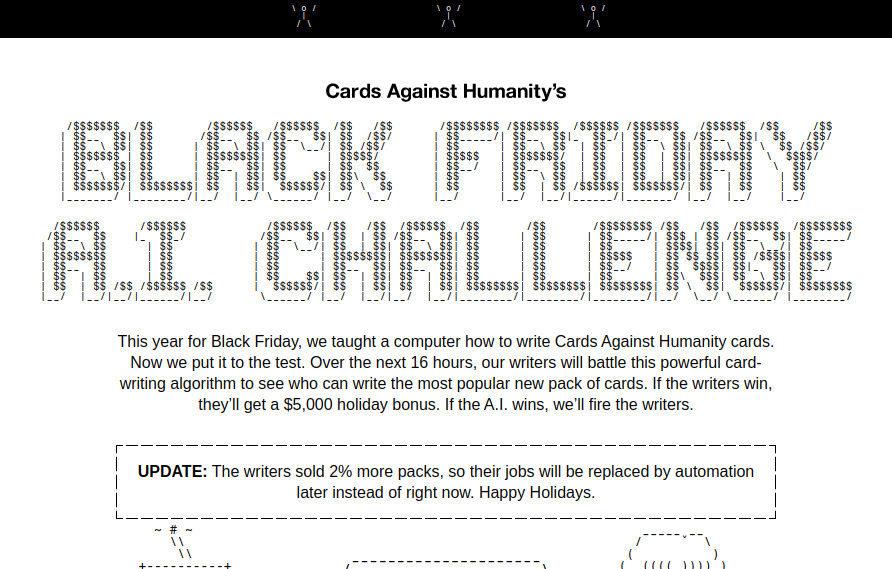 Cards Against Humanity's
BLACK FRIDAY
A.I. CHALLENGE
This year for Black Friday, we taught a computer how to write Cards Against Humanity cards.
Now we put it to the test. Over the next 16 hours, our writers will battle this powerful card-
writing algorithm to see who can write the most popular new pack of cards. If the writers win,
they'll get a $5,000 holiday bonus. If the A.I. wins, we'll fire the writers.
UPDATE: The writers sold 2% more packs, so their jobs will be replaced by automation
later instead of right now. Happy Holidays.